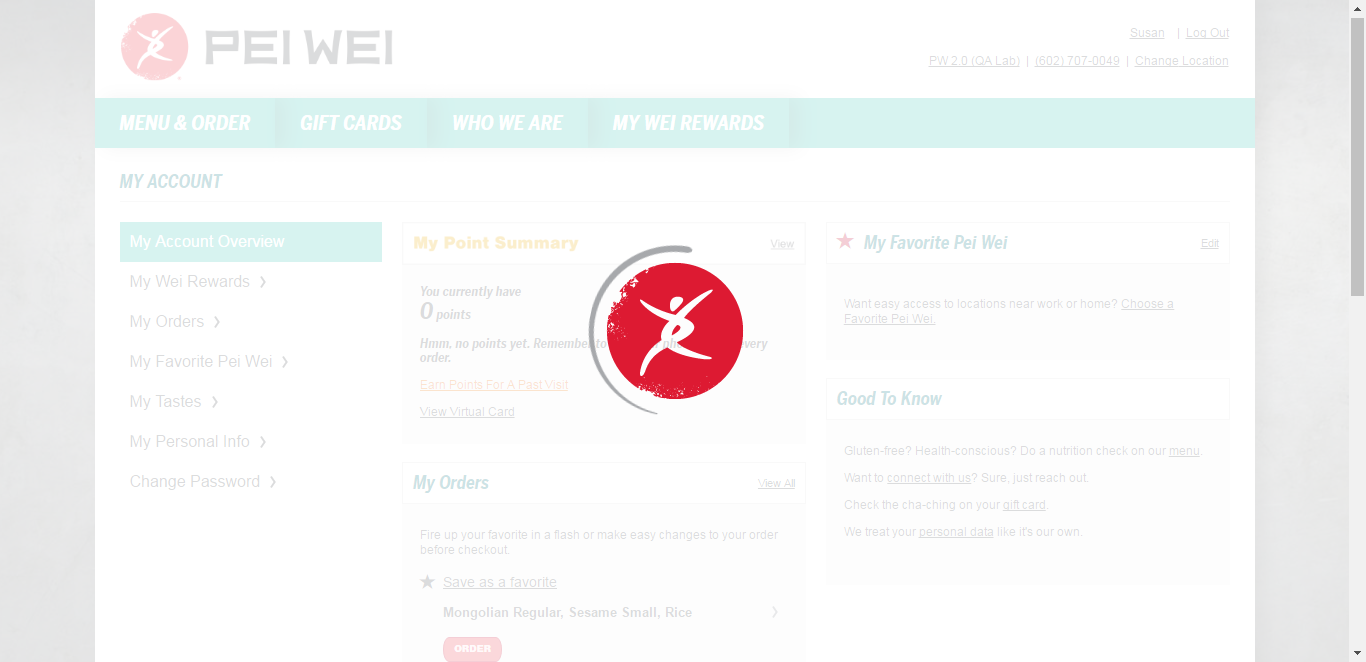 PEI WEI
Susan | Log Out
PW 2.0 (QA Lab) | (602) 707-0049 | Change Location
MENU & ORDER
GIFT CARDS
WHO WE ARE
MY WEI REWARDS
MY ACCOUNT
My Account Overview
My Wei Rewards
My Orders
My Favorite Pei Wei
My Tastes
My Personal Info
Change Password
My Point Summary
View
You currently have
0 points
Hmm, no points yet. Remember to
every
order.
Earn Points For A Past Visit
View Virtual Card
My Orders
View All
Fire up your favorite in a flash or make easy changes to your order
before checkout.
Save as a favorite
Mongolian Regular, Sesame Small, Rice
ORDER
My Favorite Pei Wei
Edit
Want easy access to locations near work or home? Choose a
Favorite Pei Wei.
Good To Know
Gluten-free? Health-conscious? Do a nutrition check on our menu.
Want to connect with us? Sure, just reach out.
Check the cha-ching on your gift card.
We treat your personal data like it's our own.